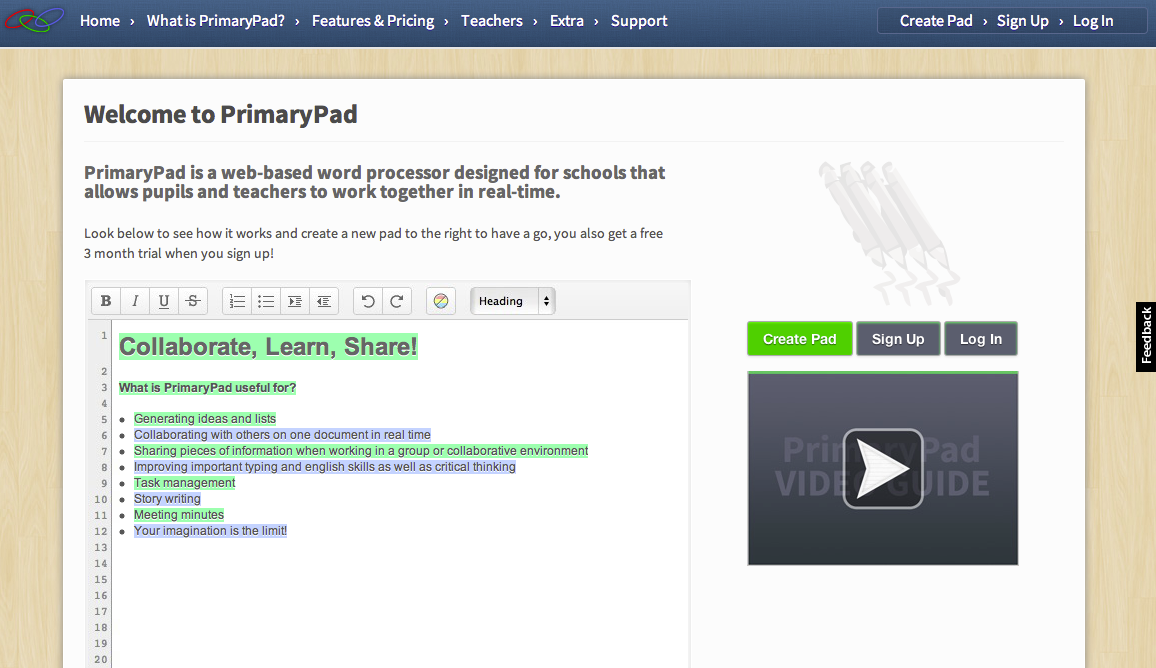 Home › What is PrimaryPad? › Features & Pricing › Teachers › Extra › Support
Create Pad › Sign Up › Log In
Welcome to PrimaryPad
PrimaryPad is a web-based word processor designed for schools that
allows pupils and teachers to work together in real-time.
Look below to see how it works and create a new pad to the right to have a go, you also get a free
3 month trial when you sign up!
B I U S
Heading
1 Collaborate, Learn, Share!
2
3 What is PrimaryPad useful for?
4
5 • Generating ideas and lists
6 • Collaborating with others on one document in real time
7 • Sharing pieces of information when working in a group or collaborative environment
8 • Improving important typing and english skills as well as critical thinking
9 • Task management
10 • Story writing
11 • Meeting minutes
12 • Your imagination is the limit!
13
14
15
16
17
18
19
20
Create Pad
Sign Up
Log In
PrimaryPad
VIDEO GUIDE
Feedback